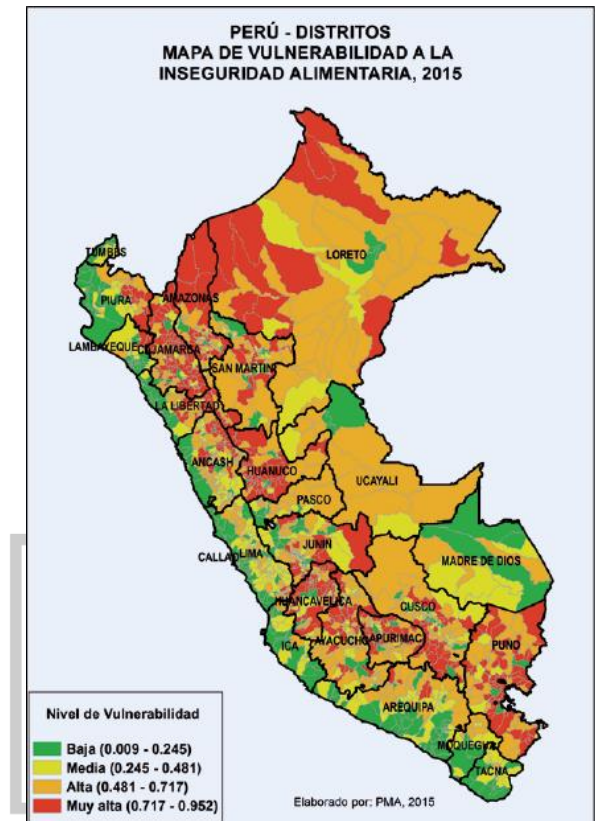 PERÚ - DISTRITOS
MAPA DE VULNERABILIDAD A LA
INSEGURIDAD ALIMENTARIA, 2015
LORETO
TUMBES
PIURA
AMAZONAS
LAMBAYEQUE
CAJAMARCA
SAN MARTIN
LA LIBERTAD
ANCASH
HUANUCO
UCAYALI
PASCO
JUNIN
CALLAO
LIMA
MADRE DE DIOS
HUANCAVELICA
CUSCO
ICA
AYACUCHO
APURIMAC
PUNO
AREQUIPA
MOQUEGUA
TACNA
Nivel de Vulnerabilidad
Baja (0.009 - 0.245)
Media (0.245 - 0.481)
Alta (0.481 - 0.717)
Muy alta (0.717 - 0.952)
Elaborado por: PMA, 2015